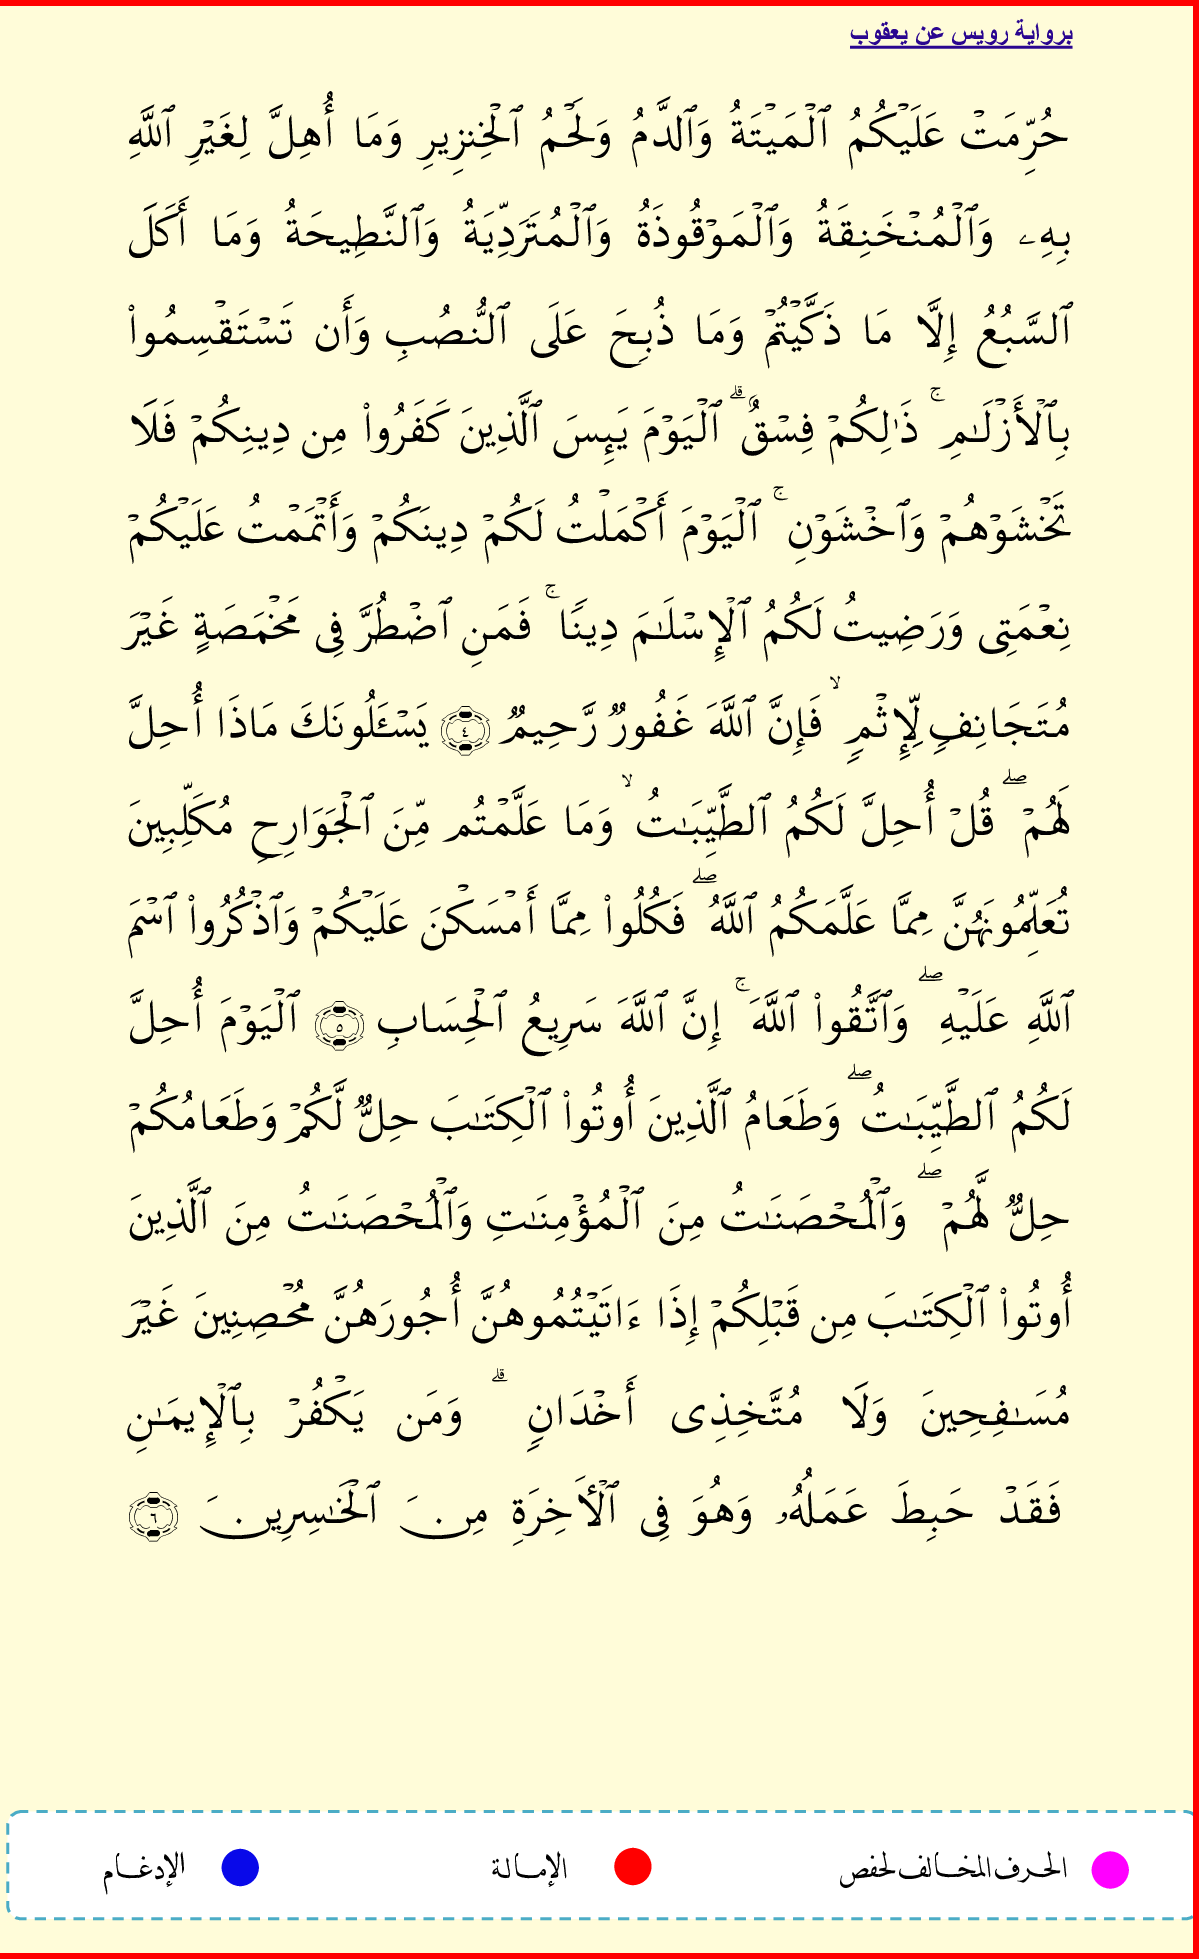 برواية رويس عن يعقوب
حُرِّمَتْ عَلَيْكُمُ ٱلْمَيْتَةُ وَٱلدَّمُ وَلَحْمُ ٱلْخِنزِيرِ وَمَا أُهِلَّ لِغَيْرِ ٱللَّهِ
بِهِۦ وَٱلْمُنْخَنِقَةُ وَٱلْمَوْقُوذَةُ وَٱلْمُتَرَدِّيَةُ وَٱلنَّطِيحَةُ وَمَا أَكَلَ
ٱلسَّبُعُ إِلَّا مَا ذَكَّيْتُمْ وَمَا ذُبِحَ عَلَى ٱلنُّصُبِ وَأَن تَسْتَقْسِمُواْ
بِٱلْأَزْلَـٰمِ ۚ ذَٰلِكُمْ فِسْقٌ ۗ ٱلْيَوْمَ يَئِسَ ٱلَّذِينَ كَفَرُواْ مِن دِينِكُمْ فَلَا
تَخْشَوْهُمْ وَٱخْشَوْنِ ۚ ٱلْيَوْمَ أَكْمَلْتُ لَكُمْ دِينَكُمْ وَأَتْمَمْتُ عَلَيْكُمْ
نِعْمَتِى وَرَضِيتُ لَكُمُ ٱلْإِسْلَـٰمَ دِينًا ۚ فَمَنِ ٱضْطُرَّ فِى مَخْمَصَةٍ غَيْرَ
مُتَجَانِفٍ لِّإِثْمٍ ۙ فَإِنَّ ٱللَّهَ غَفُورٌ رَّحِيمٌ ٤ يَسْـَٔلُونَكَ مَاذَا أُحِلَّ
لَهُمْ ۖ قُلْ أُحِلَّ لَكُمُ ٱلطَّيِّبَـٰتُ ۙ وَمَا عَلَّمْتُم مِّنَ ٱلْجَوَارِحِ مُكَلِّبِينَ
تُعَلِّمُونَهُنَّ مِمَّا عَلَّمَكُمُ ٱللَّهُ ۖ فَكُلُواْ مِمَّا أَمْسَكْنَ عَلَيْكُمْ وَٱذْكُرُواْ ٱسْمَ
ٱللَّهِ عَلَيْهِ ۖ وَٱتَّقُواْ ٱللَّهَ ۚ إِنَّ ٱللَّهَ سَرِيعُ ٱلْحِسَابِ ٥ ٱلْيَوْمَ أُحِلَّ
لَكُمُ ٱلطَّيِّبَـٰتُ ۖ وَطَعَامُ ٱلَّذِينَ أُوتُواْ ٱلْكِتَـٰبَ حِلٌّ لَّكُمْ وَطَعَامُكُمْ
حِلٌّ لَّهُمْ ۖ وَٱلْمُحْصَنَـٰتُ مِنَ ٱلْمُؤْمِنَـٰتِ وَٱلْمُحْصَنَـٰتُ مِنَ ٱلَّذِينَ
أُوتُواْ ٱلْكِتَـٰبَ مِن قَبْلِكُمْ إِذَا ءَاتَيْتُمُوهُنَّ أُجُورَهُنَّ مُحْصِنِينَ غَيْرَ
مُسَـٰفِحِينَ وَلَا مُتَّخِذِى أَخْدَانٍ ۗ وَمَن يَكْفُرْ بِٱلْإِيمَـٰنِ
فَقَدْ حَبِطَ عَمَلُهُۥ وَهُوَ فِى ٱلْأَخِرَةِ مِنَ ٱلْخَـٰسِرِينَ ٦
الحرف المخالف لحفص الإمالة الإدغام